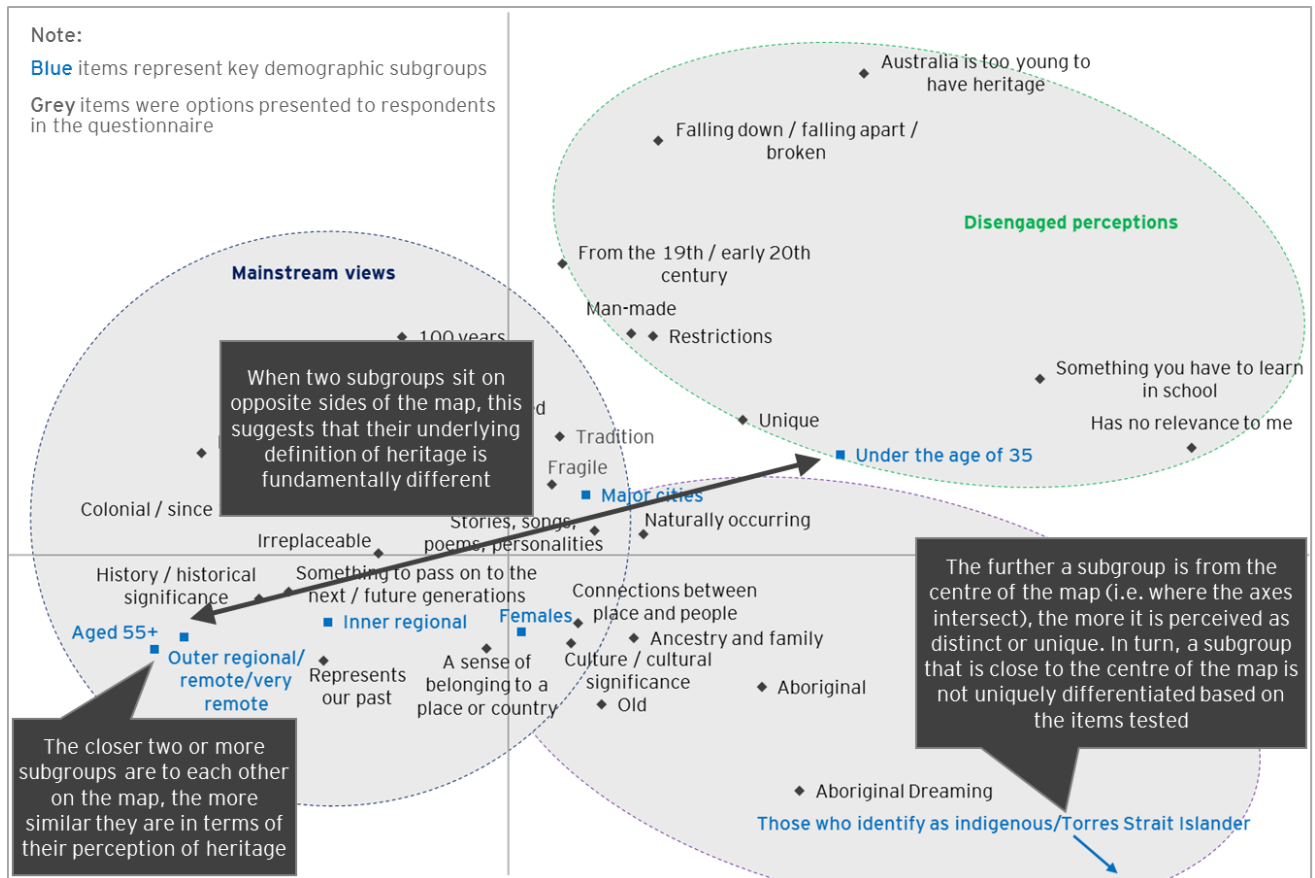 Note:
Blue items represent key demographic subgroups
Grey items were options presented to respondents
in the questionnaire
Australia is too young to
have heritage
Falling down / falling apart /
broken
Disengaged perceptions
From the 19th / early 20th
century
Mainstream views
Man-made
Restrictions
100 years
Something you have to learn
in school
Has no relevance to me
When two subgroups sit on
opposite sides of the map, this
suggests that their underlying
definition of heritage is
fundamentally different
Unique
Tradition
Under the age of 35
Fragile
Major cities
Colonial / since
Stories, songs,
poems, personalities
Naturally occurring
Irreplaceable
History / historical
significance
Something to pass on to the
next / future generations
Connections between
place and people
The further a subgroup is from the
centre of the map (i.e. where the axes
intersect), the more it is perceived as
distinct or unique. In turn, a subgroup
that is close to the centre of the map is
not uniquely differentiated based on
the items tested
Aged 55+
Inner regional
Females
Ancestry and family
Outer regional/
remote/very
remote
Represents
our past
A sense of
belonging to a
place or country
Culture / cultural
significance
Aboriginal
Old
The closer two or more
subgroups are to each other
on the map, the more
similar they are in terms of
their perception of heritage
Aboriginal Dreaming
Those who identify as indigenous/Torres Strait Islander